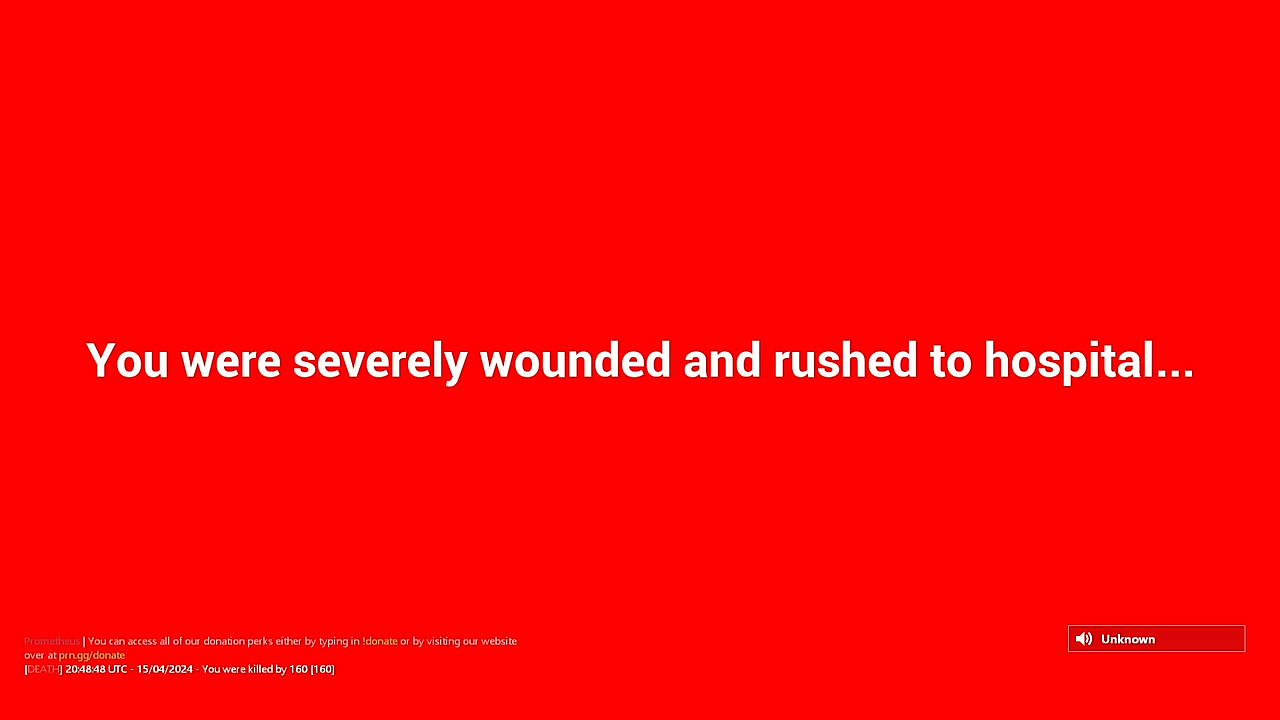 You were severely wounded and rushed to hospital...
Prometheus | You can access all of our donation perks either by typing in !donate or by visiting our website
over at prn.gg/donate
[DEATH] 20:48:48 UTC - 15/04/2024 - You were killed by 160 [160]
Unknown